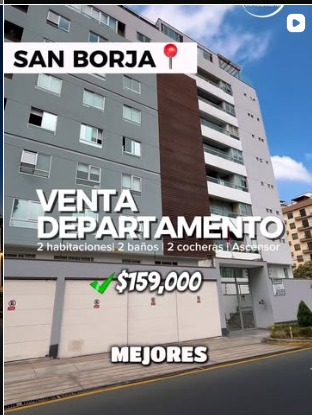 SAN BORJA
VENTA
DEPARTAMENTO
2 habitaciones| 2 baños | 2 cocheras | Ascensor
$159,000
MEJORES